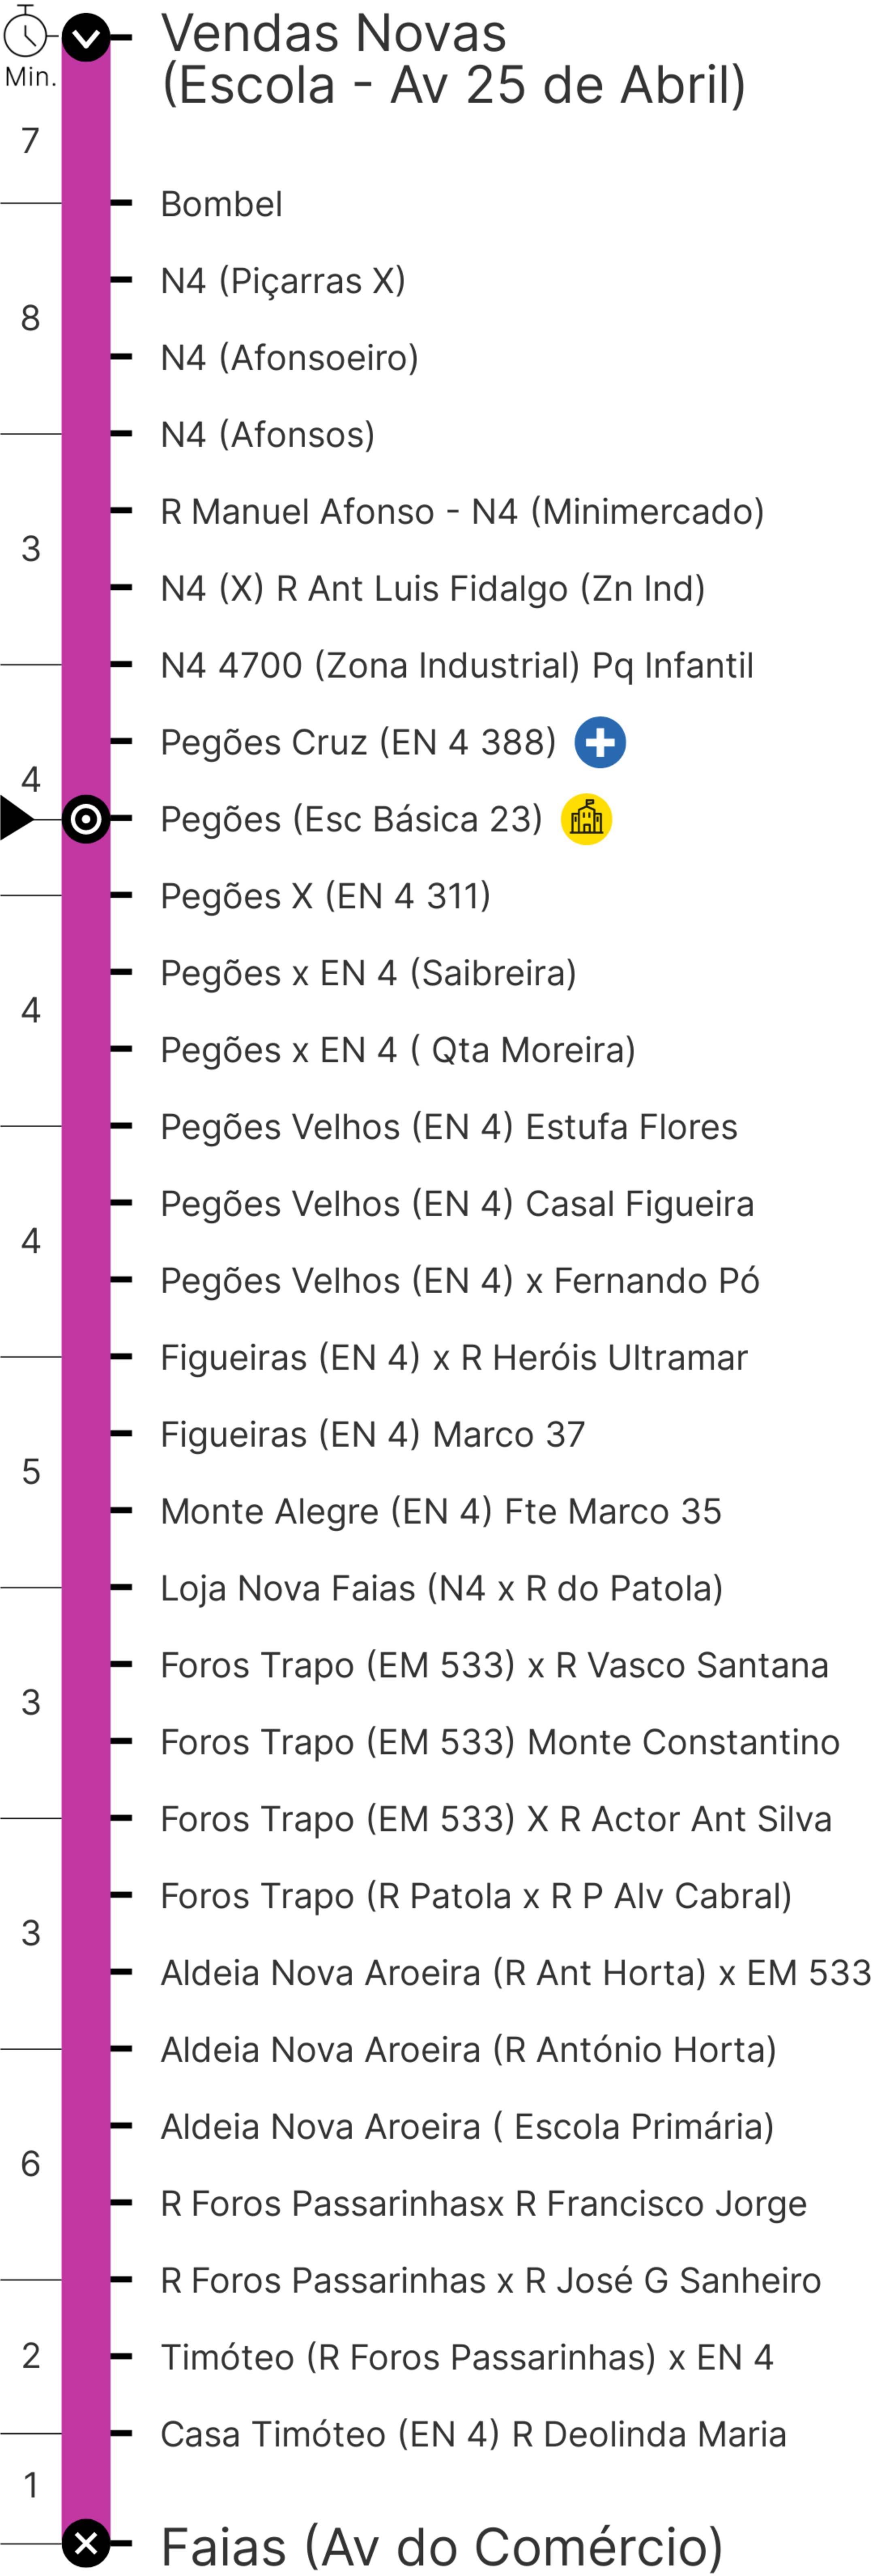 Min.
Vendas Novas
(Escola - Av 25 de Abril)
7
Bombel
N4 (Piçarras X)
8
N4 (Afonsoeiro)
N4 (Afonsos)
R Manuel Afonso - N4 (Minimercado)
3
N4 (X) R Ant Luis Fidalgo (Zn Ind)
N4 4700 (Zona Industrial) Pq Infantil
Pegões Cruz (EN 4 388)
4
Pegões (Esc Básica 23)
Pegões X (EN 4 311)
Pegões x EN 4 (Saibreira)
4
Pegões x EN 4 ( Qta Moreira)
Pegões Velhos (EN 4) Estufa Flores
Pegões Velhos (EN 4) Casal Figueira
4
Pegões Velhos (EN 4) x Fernando Pó
Figueiras (EN 4) x R Heróis Ultramar
Figueiras (EN 4) Marco 37
5
Monte Alegre (EN 4) Fte Marco 35
Loja Nova Faias (N4 x R do Patola)
Foros Trapo (EM 533) x R Vasco Santana
3
Foros Trapo (EM 533) Monte Constantino
Foros Trapo (EM 533) X R Actor Ant Silva
Foros Trapo (R Patola x R P Alv Cabral)
3
Aldeia Nova Aroeira (R Ant Horta) x EM 533
Aldeia Nova Aroeira (R António Horta)
Aldeia Nova Aroeira ( Escola Primária)
6
R Foros Passarinhasx R Francisco Jorge
R Foros Passarinhas x R José G Sanheiro
2
Timóteo (R Foros Passarinhas) x EN 4
Casa Timóteo (EN 4) R Deolinda Maria
1
Faias (Av do Comércio)